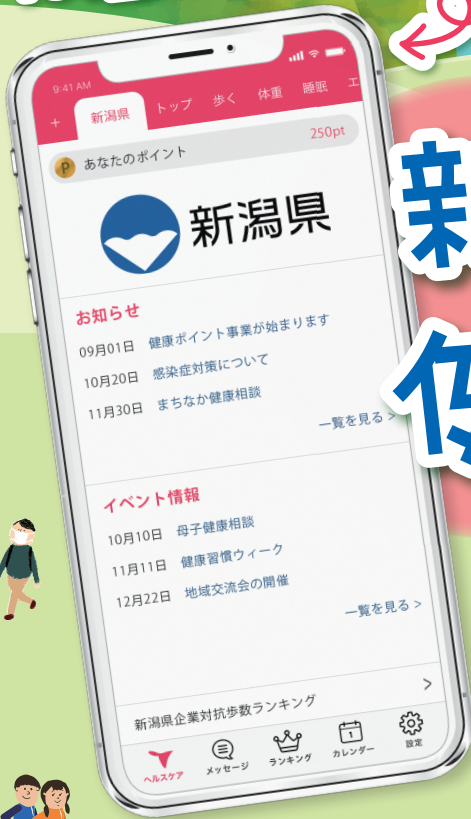 9:41 AM
+ 新潟県 トップ 歩く 体重 睡眠 エ
P あなたのポイント 250pt
新潟県
お知らせ
09月01日 健康ポイント事業が始まります
10月20日 感染症対策について
11月30日 まちなか健康相談
一覧を見る >
イベント情報
10月10日 母子健康相談
11月11日 健康習慣ウィーク
12月22日 地域交流会の開催
一覧を見る >
新潟県企業対抗歩数ランキング >
ヘルスケア メッセージ ランキング 1 カレンダー 設定
新